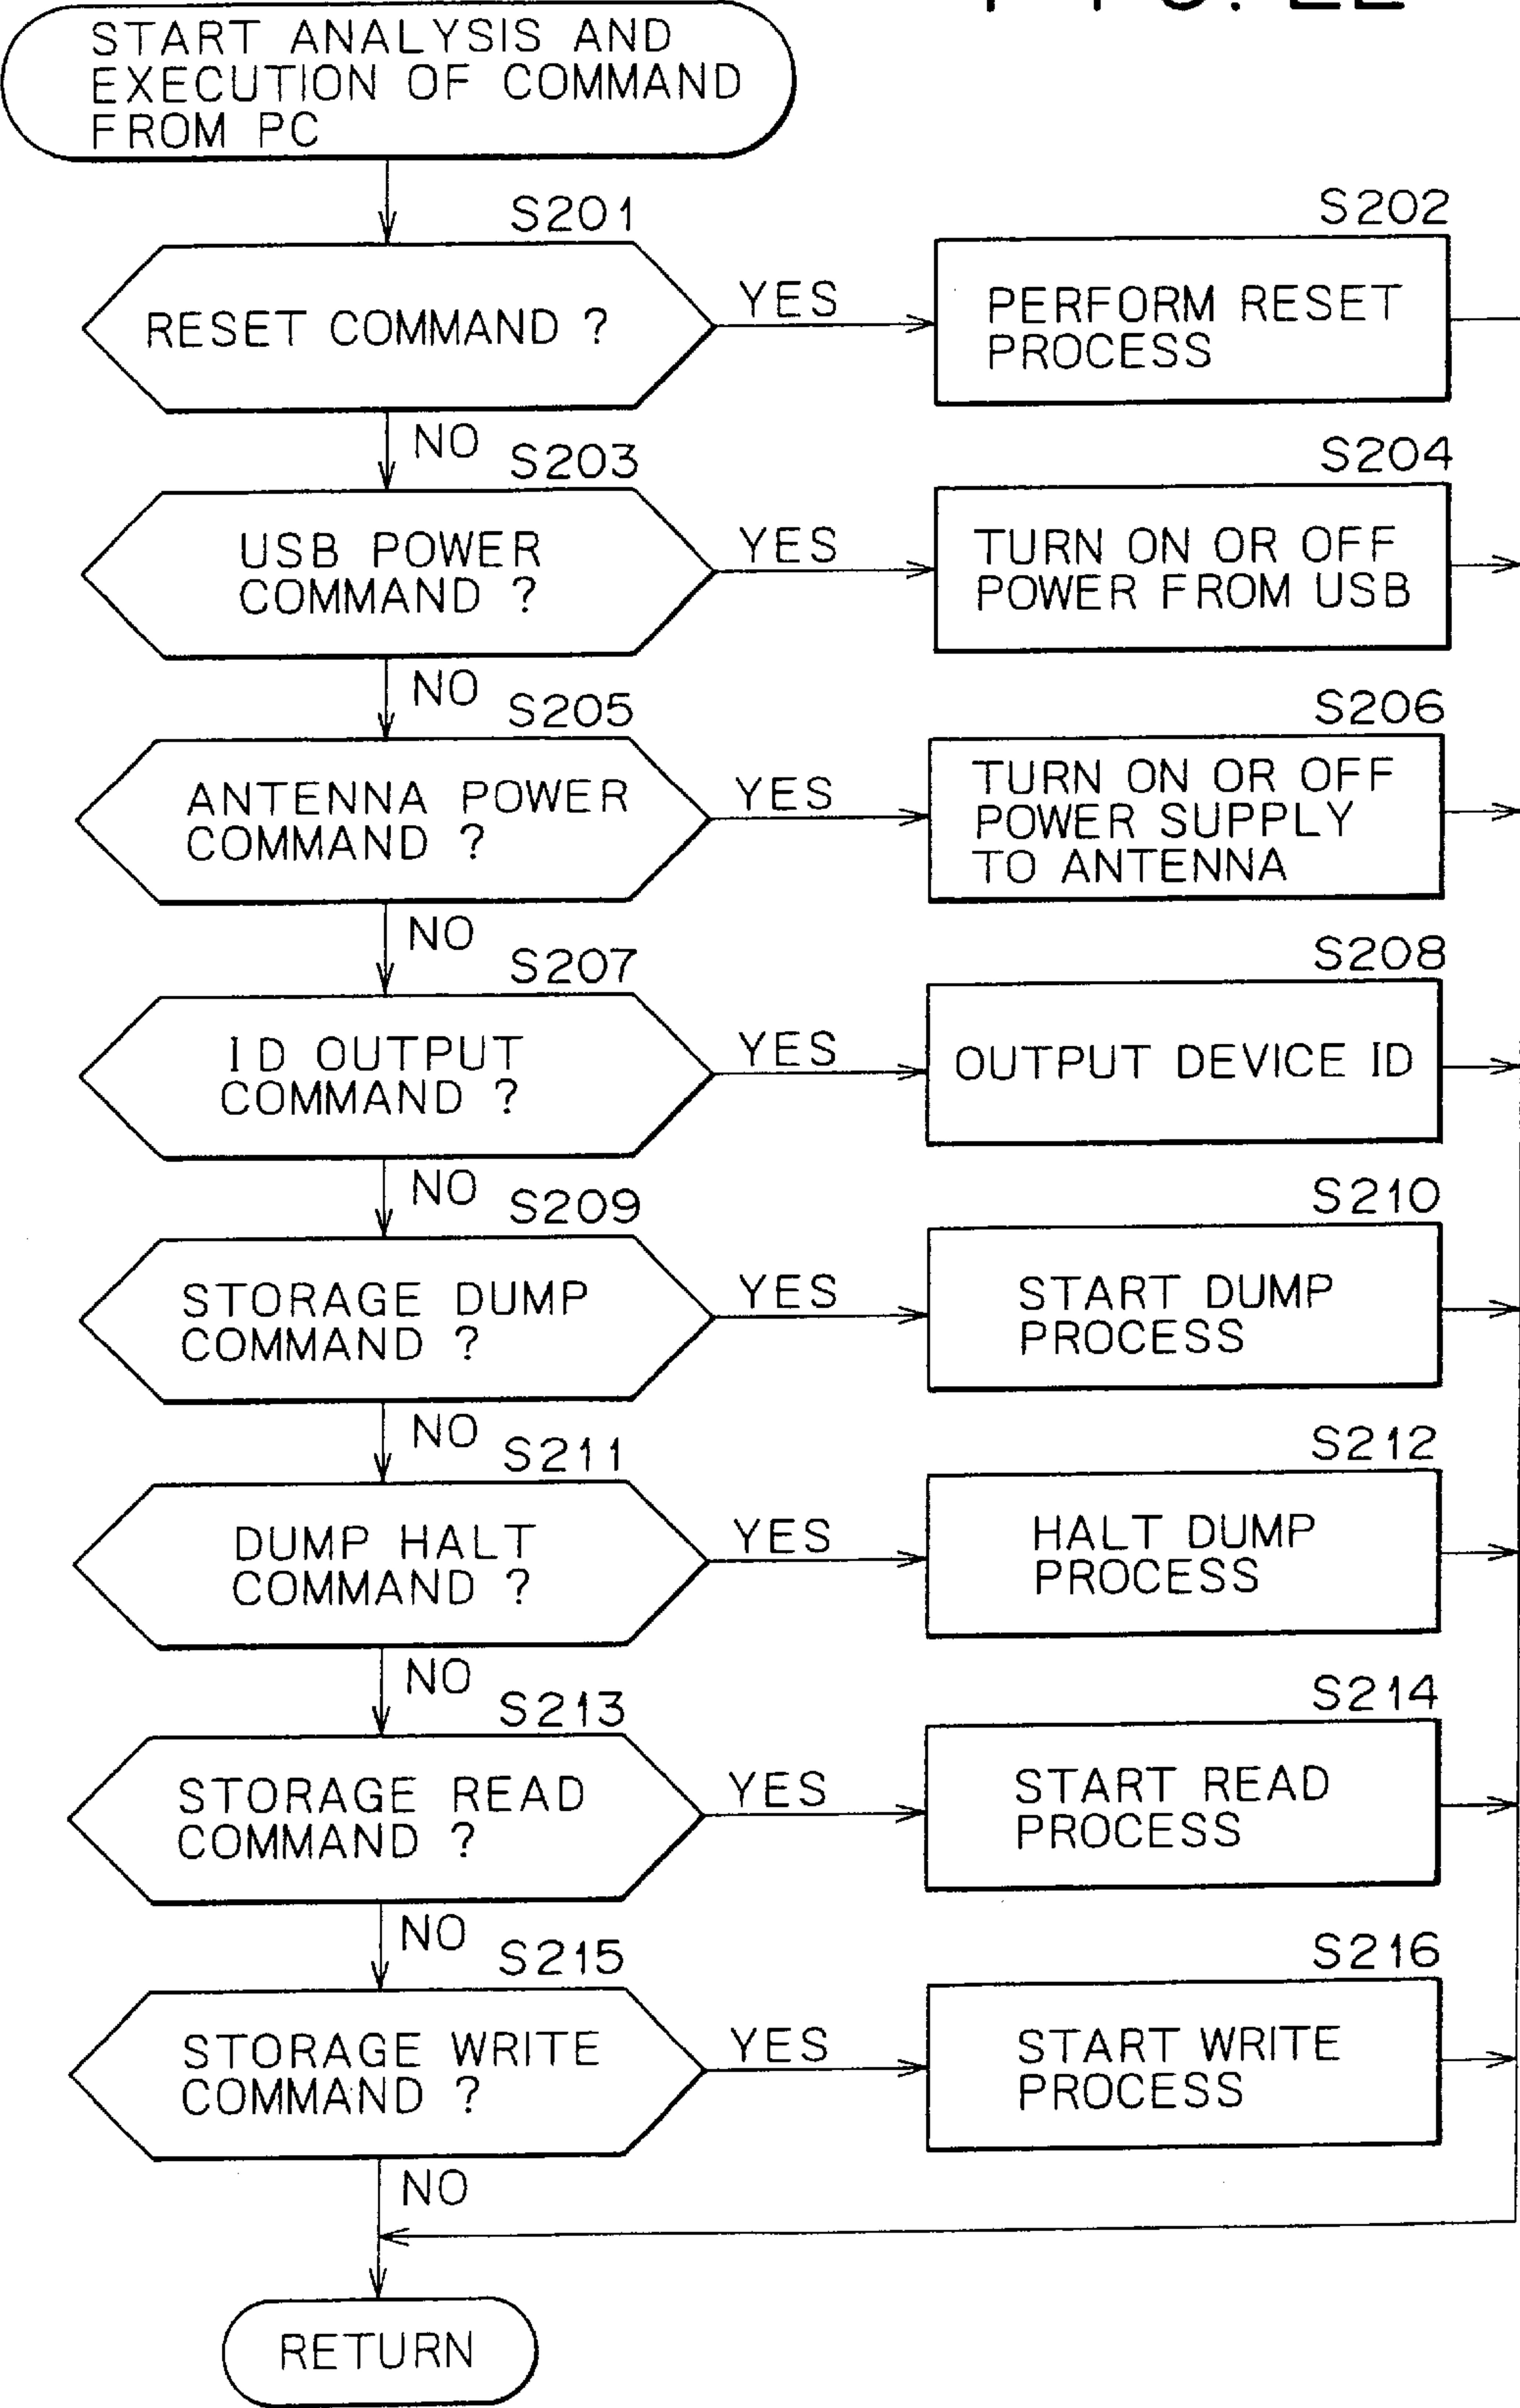 START ANALYSIS AND
EXECUTION OF COMMAND
FROM PC
S201
RESET COMMAND ?
YES
S202
PERFORM RESET
PROCESS
NO
S203
USB POWER
COMMAND ?
YES
S204
TURN ON OR OFF
POWER FROM USB
NO
S205
ANTENNA POWER
COMMAND ?
YES
S206
TURN ON OR OFF
POWER SUPPLY
TO ANTENNA
NO
S207
ID OUTPUT
COMMAND ?
YES
S208
OUTPUT DEVICE ID
NO
S209
STORAGE DUMP
COMMAND ?
YES
S210
START DUMP
PROCESS
NO
S211
DUMP HALT
COMMAND ?
YES
S212
HALT DUMP
PROCESS
NO
S213
STORAGE READ
COMMAND ?
YES
S214
START READ
PROCESS
NO
S215
STORAGE WRITE
COMMAND ?
YES
S216
START WRITE
PROCESS
NO
RETURN